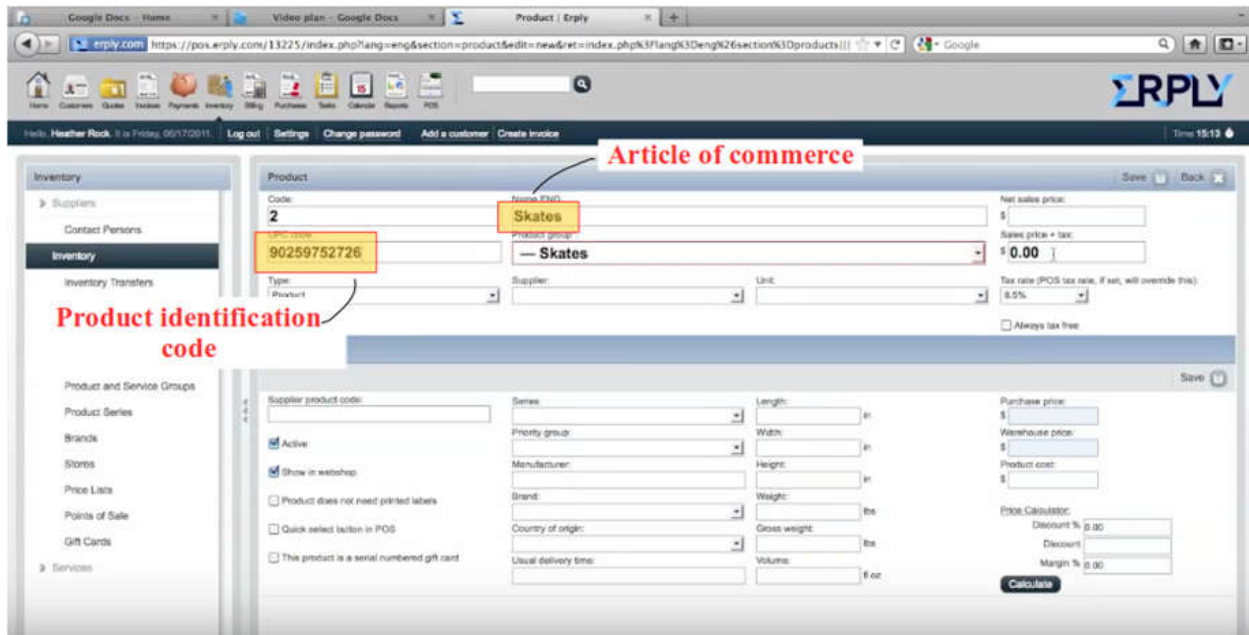 Google Docs - Home
Video plan - Google Docs
Product | Erply
erply.com https://pos.erply.com/13225/index.php?lang=eng&section=product&edit=new&ret=index.php%3Flang%3Deng%26section%3Dproducts|||
Google
Home Customers Quotes Invoices Payments Inventory Billing Purchases Tasks Calendar Reports POS
ERPLY
Hello, Heather Rock. It is Friday, 06/17/2011. Log out Settings Change password Add a customer Create invoice
Time 15:13
Article of commerce
Inventory
Suppliers
Contact Persons
Inventory
Inventory Transfers
Product and Service Groups
Product Series
Brands
Stores
Price Lists
Points of Sale
Gift Cards
Services
Product
Save
Back
Code:
2
Name ENG
Skates
Net sales price:
$
UPC code
90259752726
Product group
— Skates
Sales price + tax:
$ 0.00
Type:
Product
Supplier:
Unit:
Tax rate (POS tax rate, if set, will override this):
8.5%
Always tax free
Product identification
code
Save
Supplier product code:
Active
Show in webshop
Product does not need printed labels
Quick select button in POS
This product is a serial numbered gift card
Series:
Priority group:
Manufacturer:
Brand:
Country of origin:
Usual delivery time:
Length:
in
Width:
in
Height:
in
Weight:
lbs
Gross weight:
lbs
Volume:
fl oz
Purchase price:
$
Warehouse price:
$
Product cost:
$
Price Calculator:
Discount % 0.00
Discount
Margin % 0.00
Calculate